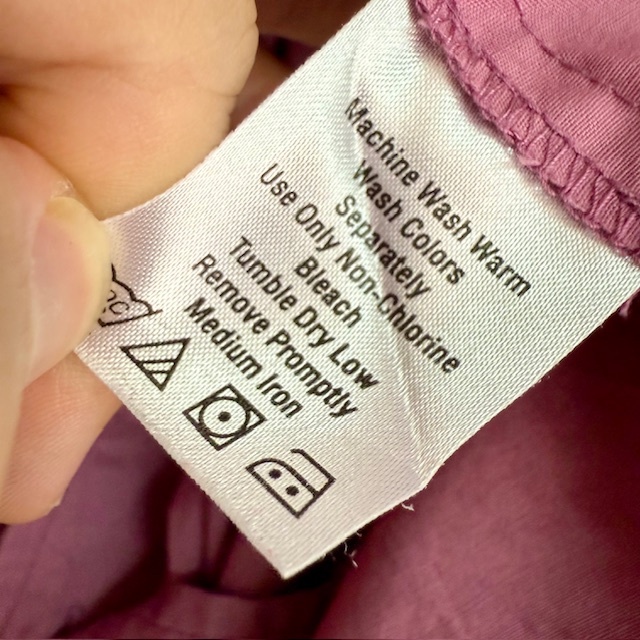 Machine Wash Warm
Wash Colors
Separately
Use Only Non-Chlorine
Bleach
Tumble Dry Low
Remove Promptly
Medium Iron